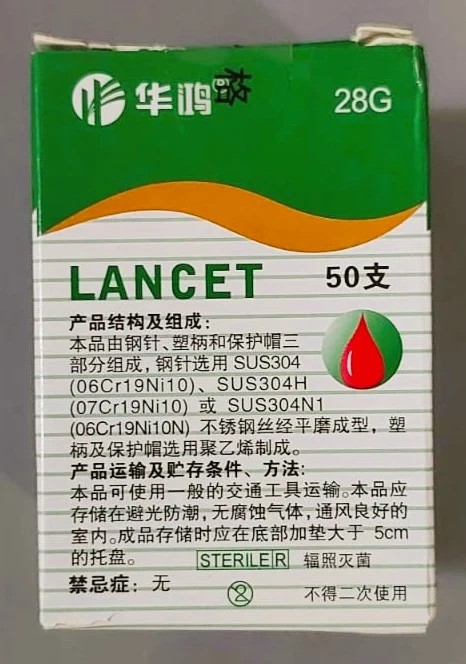 华鸿 格
28G
LANCET 50支
产品结构及组成:
本品由钢针、塑柄和保护帽三
部分组成,钢针选用 SUS304
(06Cr19Ni10)、SUS304H
(07Cr19Ni10) 或 SUS304N1
(06Cr19Ni10N) 不锈钢丝经平磨成型, 塑
柄及保护帽选用聚乙烯制成。
产品运输及贮存条件、方法:
本品可使用一般的交通工具运输。本品应
存储在避光防潮,无腐蚀气体,通风良好的
室内。成品存储时应在底部加垫大于 5cm
的托盘。
STERILE R 辐照灭菌
禁忌症: 无
2 不得二次使用